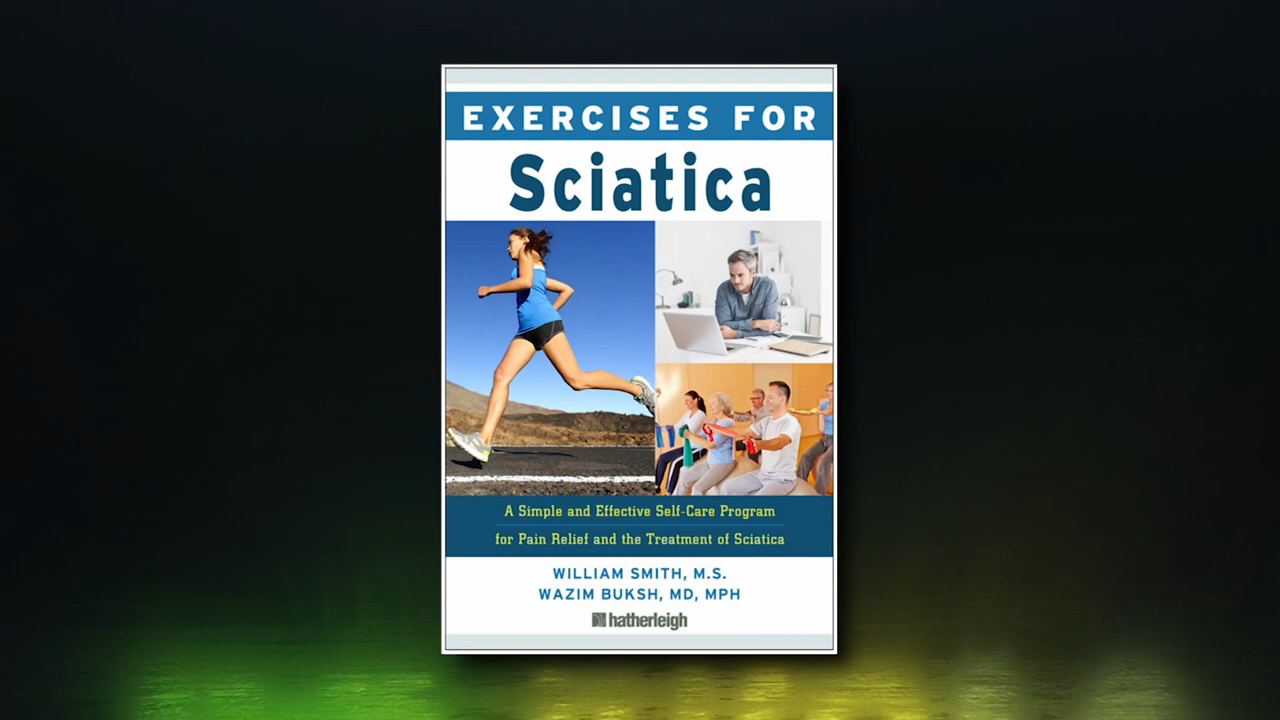 EXERCISES FOR
Sciatica
A Simple and Effective Self-Care Program
for Pain Relief and the Treatment of Sciatica
WILLIAM SMITH, M.S.
WAZIM BUKSH, MD, MPH
hatherleigh